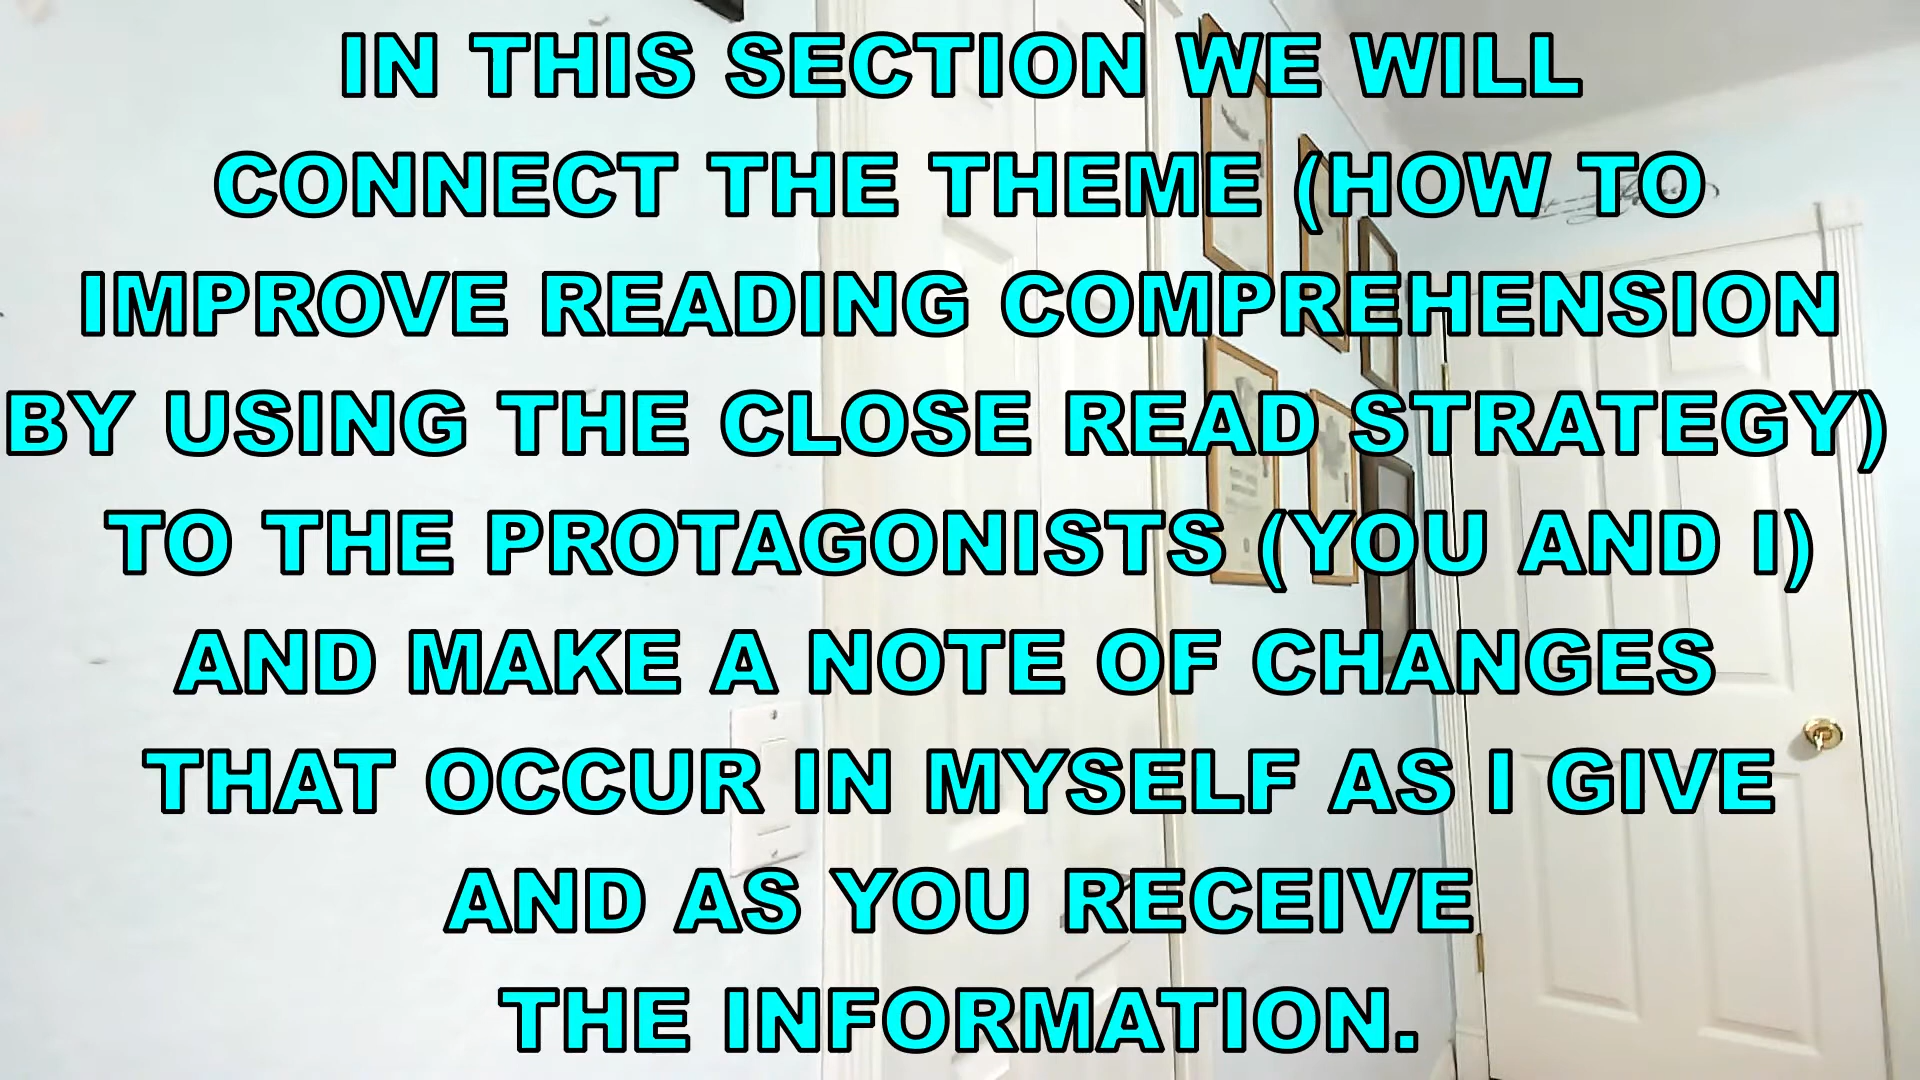 IN THIS SECTION WE WILL
CONNECT THE THEME (HOW TO
IMPROVE READING COMPREHENSION
BY USING THE CLOSE READ STRATEGY)
TO THE PROTAGONISTS (YOU AND I)
AND MAKE A NOTE OF CHANGES
THAT OCCUR IN MYSELF AS I GIVE
AND AS YOU RECEIVE
THE INFORMATION.